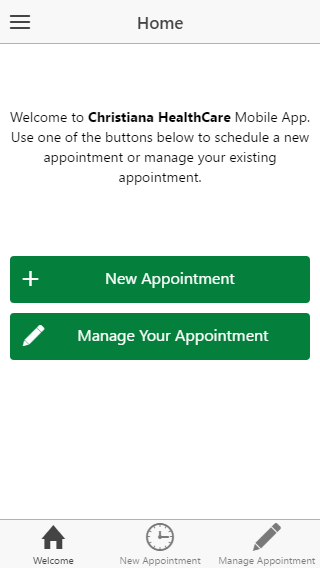 Home
Welcome to Christiana HealthCare Mobile App.
Use one of the buttons below to schedule a new
appointment or manage your existing
appointment.
New Appointment
Manage Your Appointment
Welcome
New Appointment
Manage Appointment